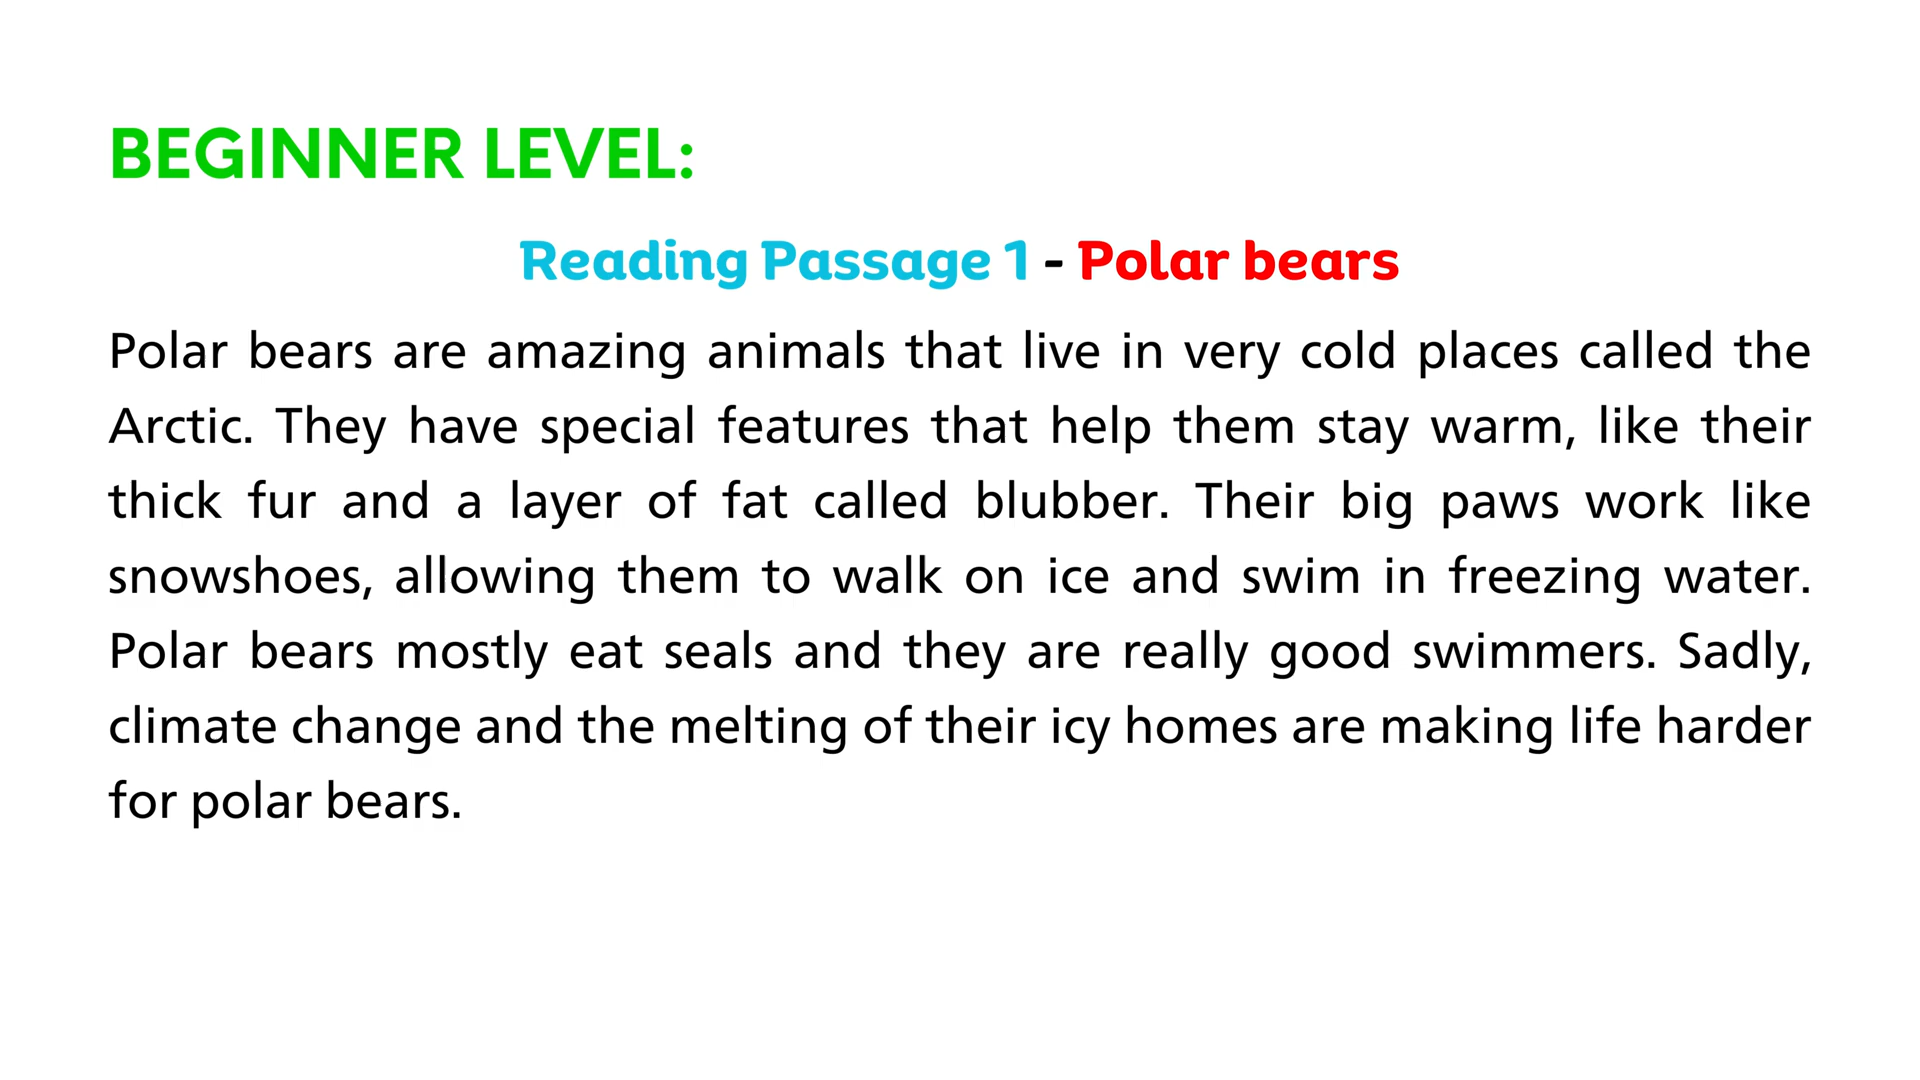 BEGINNER LEVEL:
Reading Passage 1 - Polar bears
Polar bears are amazing animals that live in very cold places called the
Arctic. They have special features that help them stay warm, like their
thick fur and a layer of fat called blubber. Their big paws work like
snowshoes, allowing them to walk on ice and swim in freezing water.
Polar bears mostly eat seals and they are really good swimmers. Sadly,
climate change and the melting of their icy homes are making life harder
for polar bears.